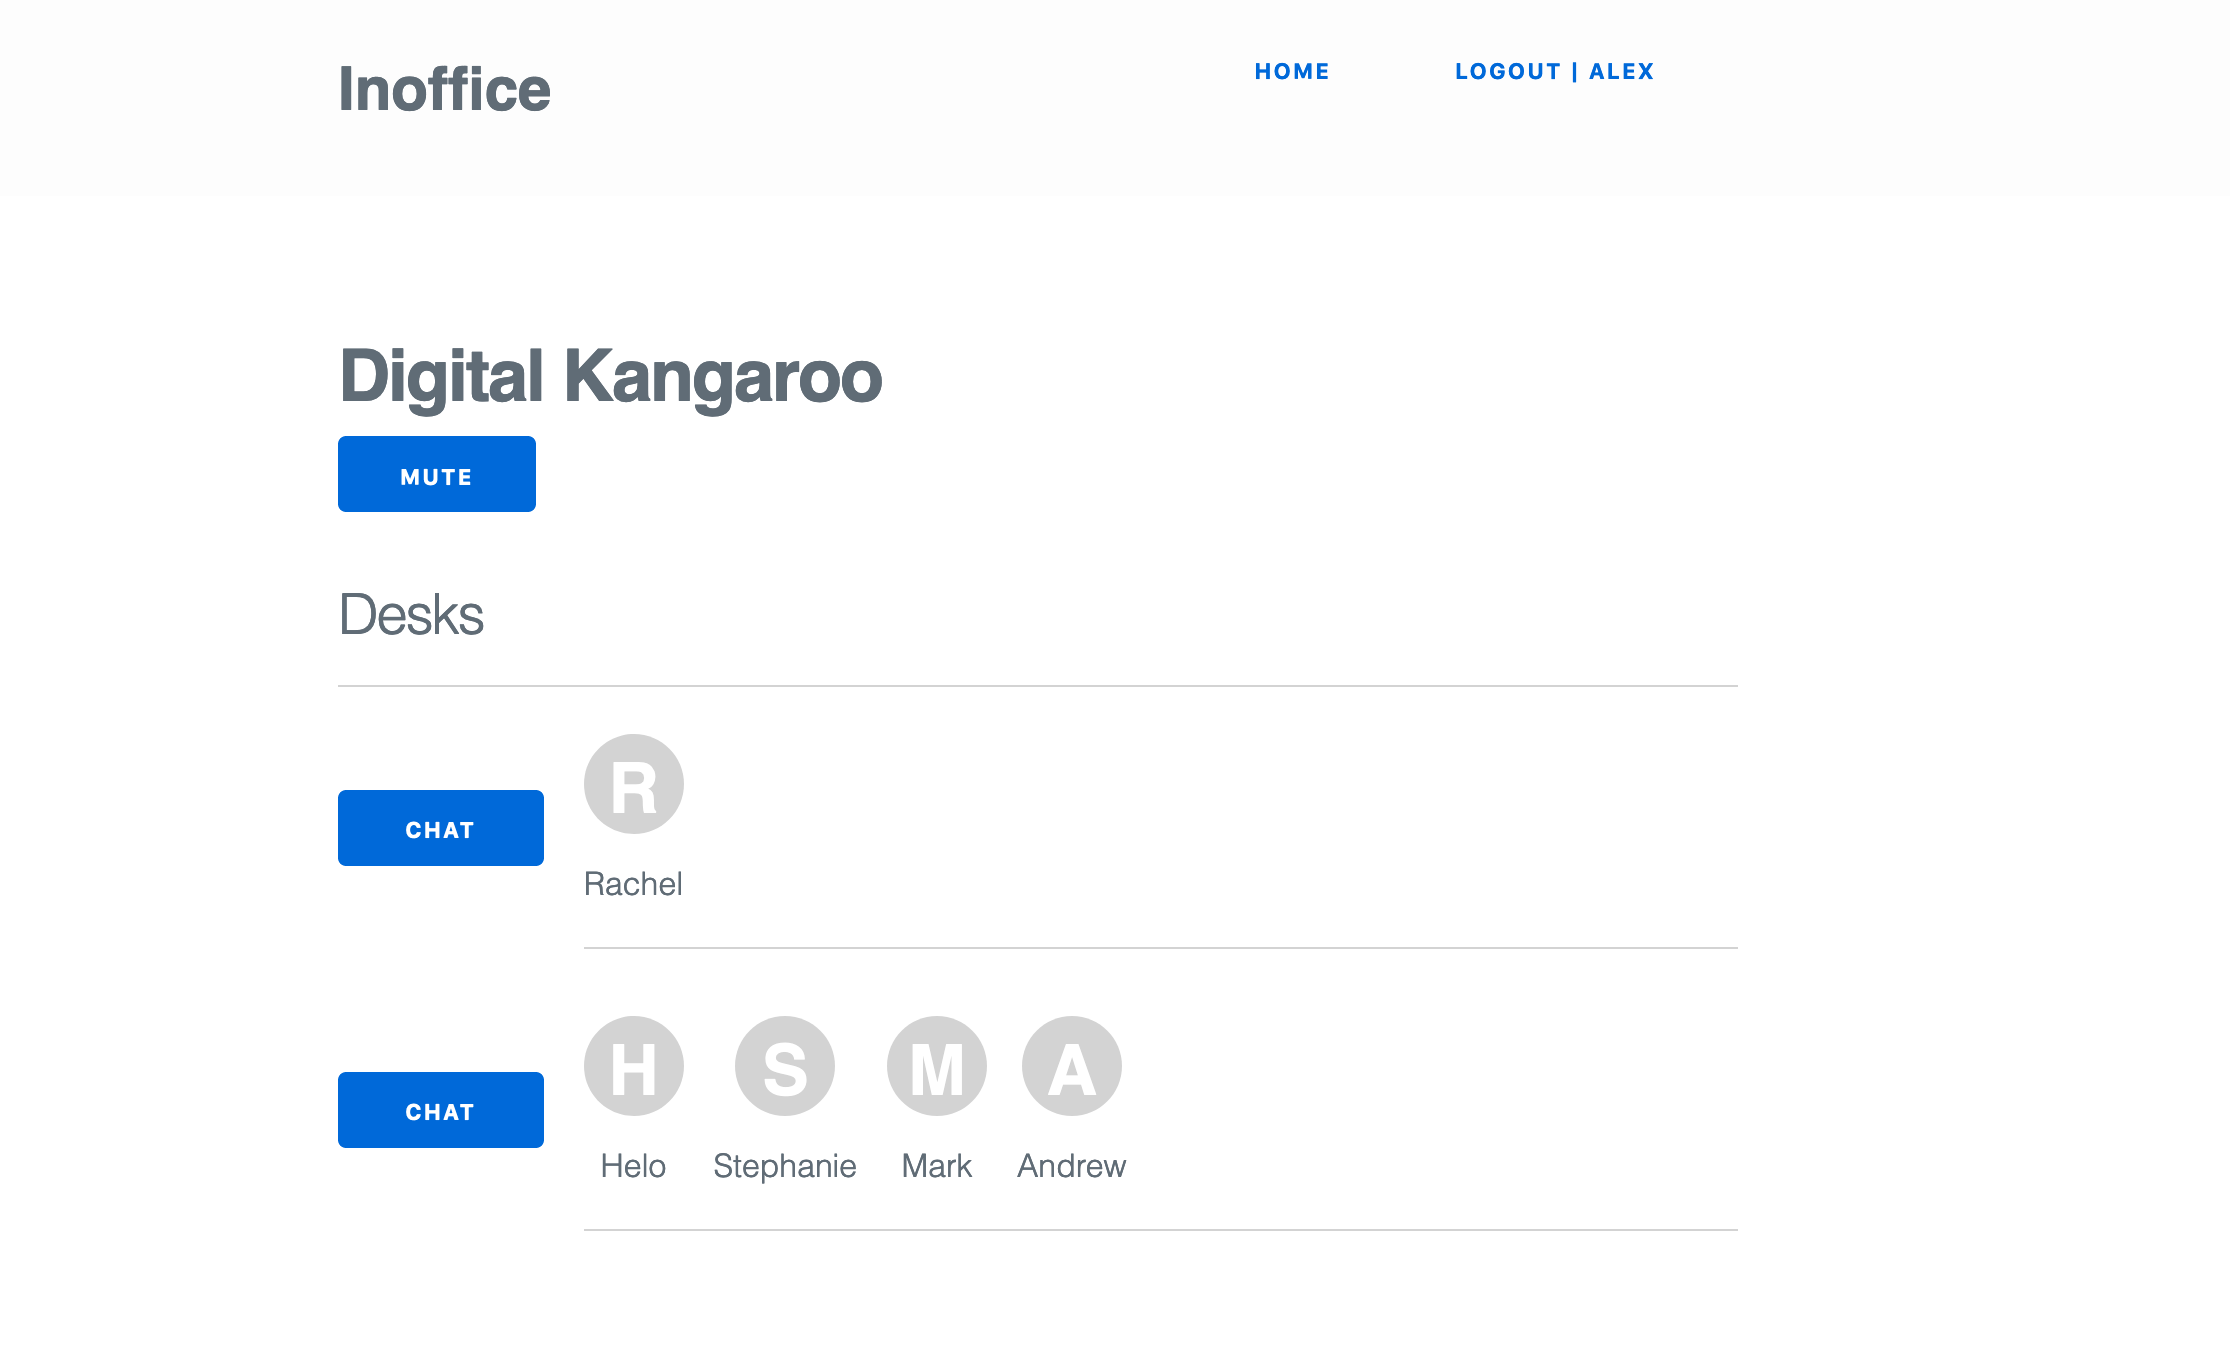 Inoffice
HOME
LOGOUT | ALEX
Digital Kangaroo
MUTE
Desks
R
CHAT
Rachel
H S M A
CHAT
Helo Stephanie Mark Andrew